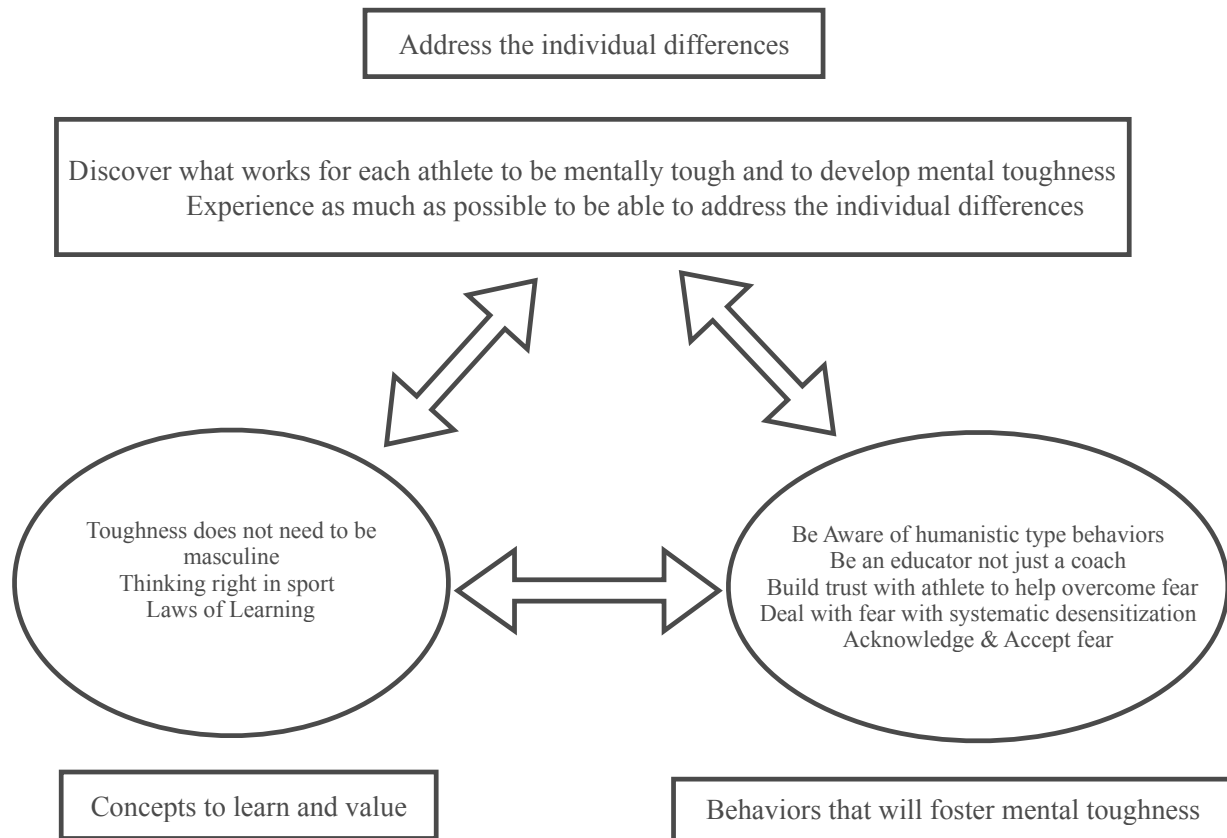 Address the individual differences
Discover what works for each athlete to be mentally tough and to develop mental toughness
Experience as much as possible to be able to address the individual differences
Toughness does not need to be
masculine
Thinking right in sport
Laws of Learning
Be Aware of humanistic type behaviors
Be an educator not just a coach
Build trust with athlete to help overcome fear
Deal with fear with systematic desensitization
Acknowledge & Accept fear
Concepts to learn and value
Behaviors that will foster mental toughness